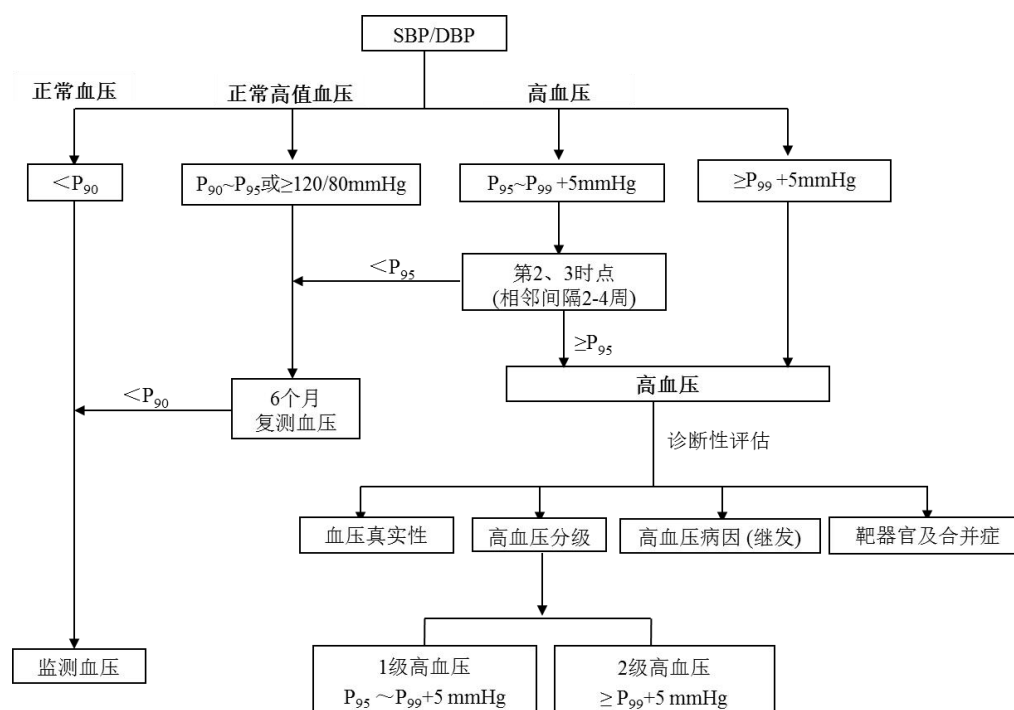 SBP/DBP
正常血压
正常高值血压
高血压
＜P90
P90~P95或≥120/80mmHg
P95~P99 +5mmHg
≥P99 +5mmHg
＜P95
第2、3时点
(相邻间隔2-4周)
≥P95
高血压
＜P90
6个月
复测血压
诊断性评估
血压真实性
高血压分级
高血压病因 (继发)
靶器官及合并症
监测血压
1级高血压
P95 ～P99+5 mmHg
2级高血压
≥ P99+5 mmHg